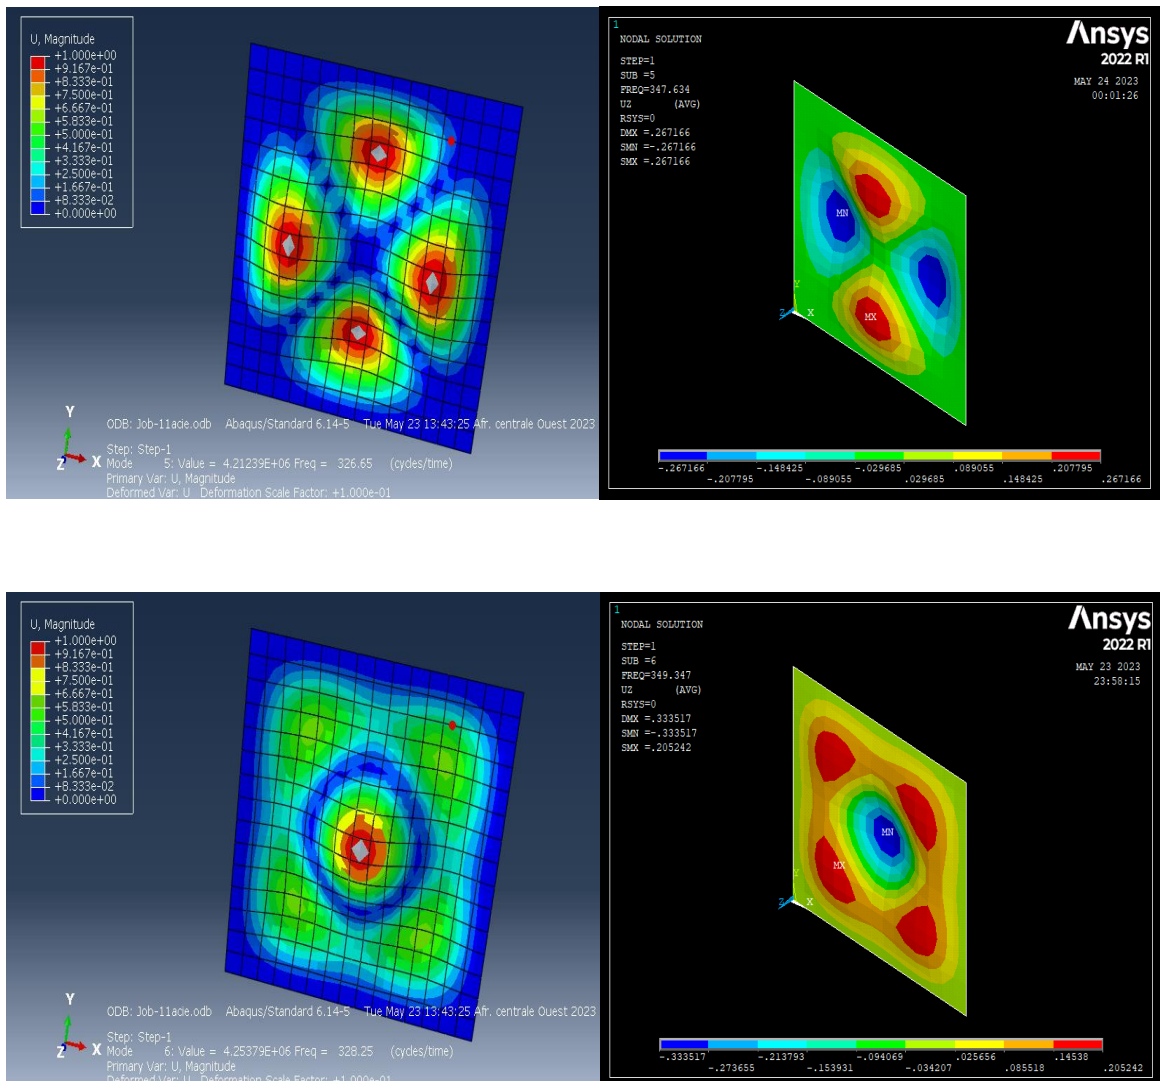 U, Magnitude
+1.000e+00
+9.167e-01
+8.333e-01
+7.500e-01
+6.667e-01
+5.833e-01
+5.000e-01
+4.167e-01
+3.333e-01
+2.500e-01
+1.667e-01
+8.333e-02
+0.000e+00
ODB: Job-11acie.odb Abaqus/Standard 6.14-5 Tue May 23 13:43:25 Afr. centrale Ouest 2023
Y
Z X
Step: Step-1
Mode 5: Value = 4.21239E+06 Freq = 326.65 (cycles/time)
Primary Var: U, Magnitude
Deformed Var: U Deformation Scale Factor: +1.000e-01
1
NODAL SOLUTION
STEP=1
SUB =5
FREQ=347.634
UZ (AVG)
RSYS=0
DMX =.267166
SMN =-.267166
SMX =.267166
Ansys
2022 R1
MAY 24 2023
00:01:26
MN
Y
Z X
MX
-.267166 -.148425 -.029685 .089055 .207795
-.207795 -.089055 .029685 .148425 .267166
U, Magnitude
+1.000e+00
+9.167e-01
+8.333e-01
+7.500e-01
+6.667e-01
+5.833e-01
+5.000e-01
+4.167e-01
+3.333e-01
+2.500e-01
+1.667e-01
+8.333e-02
+0.000e+00
ODB: Job-11acie.odb Abaqus/Standard 6.14-5 Tue May 23 13:43:25 Afr. centrale Ouest 2023
Y
Z X
Step: Step-1
Mode 6: Value = 4.25379E+06 Freq = 328.25 (cycles/time)
Primary Var: U, Magnitude
Deformed Var: U Deformation Scale Factor: +1.000e-01
1
NODAL SOLUTION
STEP=1
SUB =6
FREQ=349.347
UZ (AVG)
RSYS=0
DMX =.333517
SMN =-.333517
SMX =.205242
Ansys
2022 R1
MAY 23 2023
23:58:15
MN
MX
Y
Z X
-.333517 -.213793 -.094069 .025656 .14538
-.273655 -.153931 -.034207 .085518 .205242